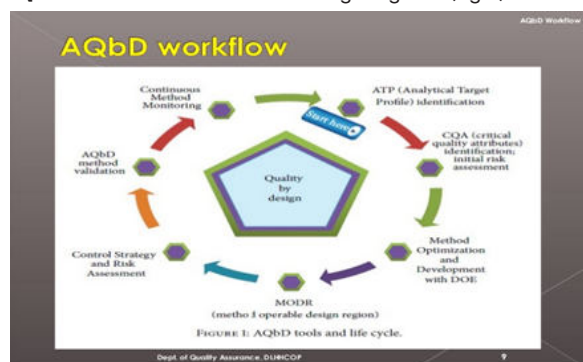 AQbD Workflow
AQbD workflow
Continuous
Method
Monitoring
ATP (Analytical Target
Profile) identification
Start here
CQA (critical
quality attributes)
identification;
initial risk
assessment
AQbD
method
validation
Quality
by
design
Method
Optimization
and
Development
with DOE
Control Strategy
and Risk
Assessment
MODR
(method operable design region)
FIGURE 1: AQbD tools and life cycle.
Dept. of Quality Assurance, DLHHCOP
9